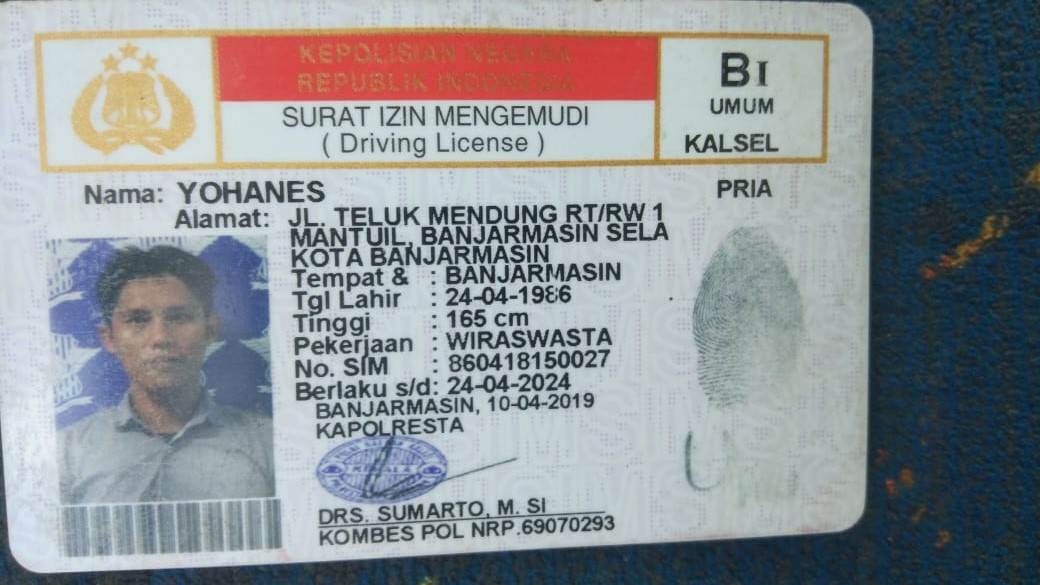 KEPOLISIAN NEGARA
REPUBLIK INDONESIA
SURAT IZIN MENGEMUDI
( Driving License )
BI
UMUM
KALSEL
Nama: YOHANES
PRIA
Alamat: JL. TELUK MENDUNG RT/RW 1
MANTUIL, BANJARMASIN SELA
KOTA BANJARMASIN
Tempat & : BANJARMASIN
Tgl Lahir : 24-04-1986
Tinggi : 165 cm
Pekerjaan : WIRASWASTA
No. SIM : 860418150027
Berlaku s/d: 24-04-2024
BANJARMASIN, 10-04-2019
KAPOLRESTA
DRS. SUMARTO, M. SI
KOMBES POL NRP.69070293